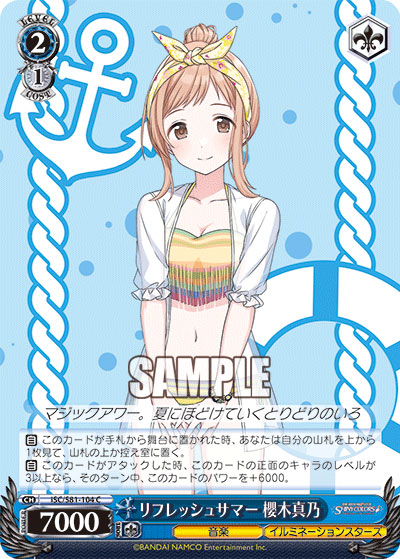 LEVEL
2
1
COST
SAMPLE
マジックアワー。夏にほどけていくとりどりのいろ
このカードが手札から舞台に置かれた時、あなたは自分の山札を上から
1枚見て、山札の上か控室に置く。
このカードがアタックした時、このカードの正面のキャラのレベルが
3以上なら、そのターン中、このカードのパワーを+6000。
CH ISC/S81-104 C
POWER
7000
リフレッシュサマー 櫻木真乃
SHINYCOLORS
音楽
イルミネーションスターズ
©BANDAI NAMCO Entertainment Inc.